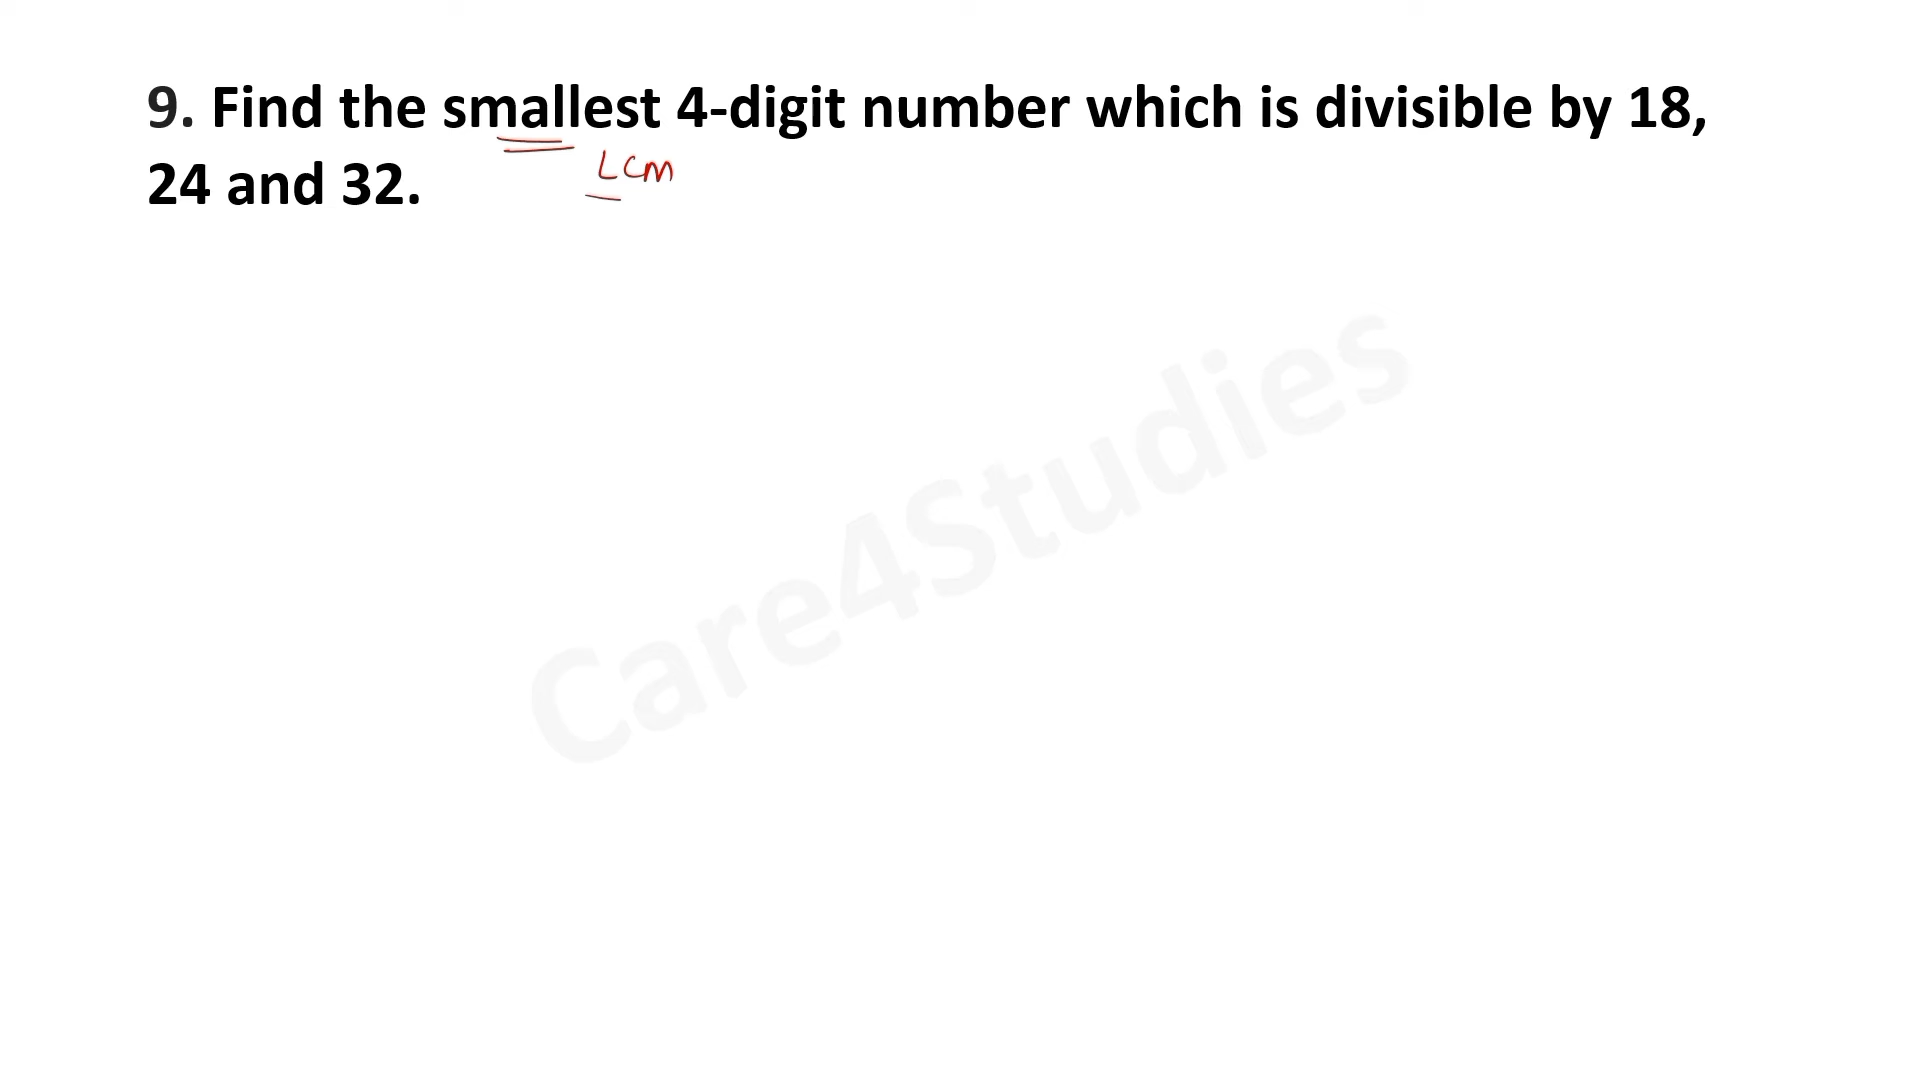 9. Find the smallest 4-digit number which is divisible by 18,
LCM
24 and 32.
Care4Studies